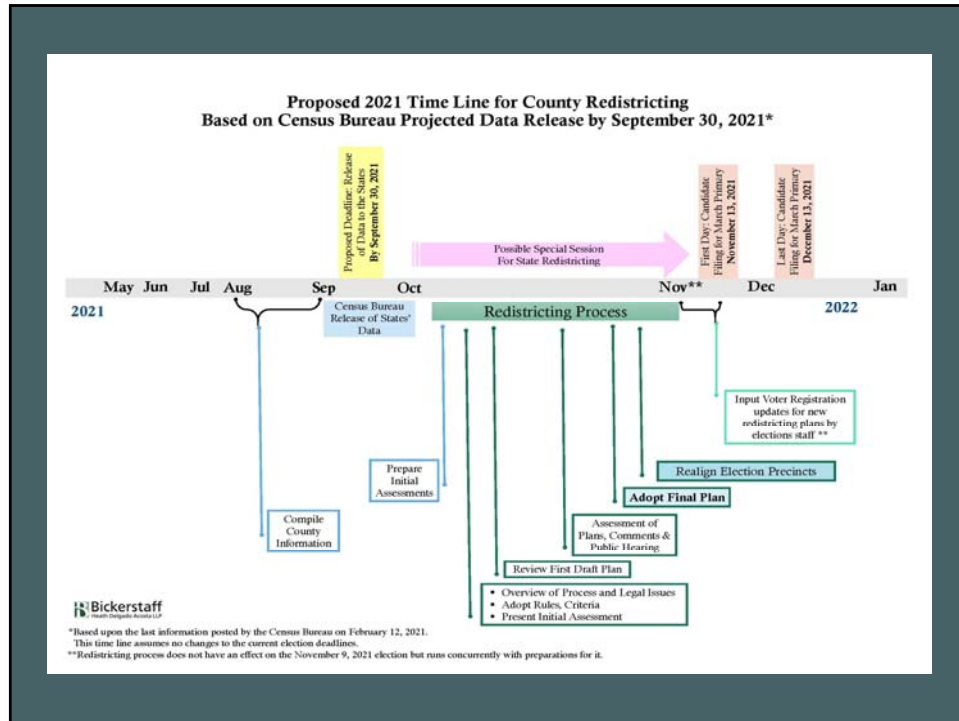 Proposed 2021 Time Line for County Redistricting
Based on Census Bureau Projected Data Release by September 30, 2021*
Proposed Deadline: Release
of Data to the States
By September 30, 2021
Possible Special Session
For State Redistricting
First Day: Candidate
Filing for March Primary
November 13, 2021
Last Day: Candidate
Filing for March Primary
December 13, 2021
May Jun Jul Aug Sep Oct Nov** Dec Jan
2021
2022
Census Bureau
Release of States'
Data
Redistricting Process
Input Voter Registration
updates for new
redistricting plans by
elections staff **
Prepare
Initial
Assessments
Realign Election Precincts
Adopt Final Plan
Compile
County
Information
Assessment of
Plans, Comments &
Public Hearing
Review First Draft Plan
• Overview of Process and Legal Issues
• Adopt Rules, Criteria
• Present Initial Assessment
Bickerstaff
Heath Delgado Acosta LLP
*Based upon the last information posted by the Census Bureau on February 12, 2021.
This time line assumes no changes to the current election deadlines.
**Redistricting process does not have an effect on the November 9, 2021 election but runs concurrently with preparations for it.